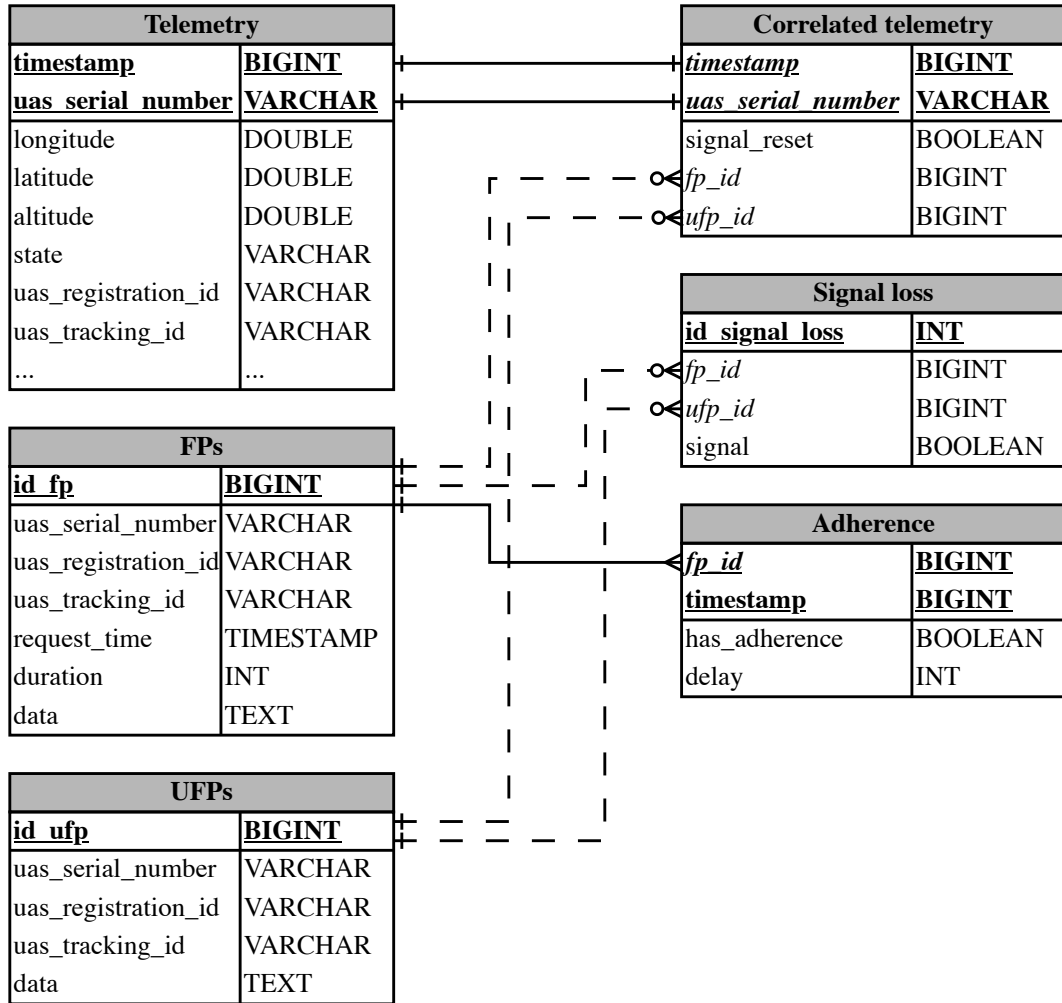 Telemetry
timestamp BIGINT
uas_serial_number VARCHAR
longitude DOUBLE
latitude DOUBLE
altitude DOUBLE
state VARCHAR
uas_registration_id VARCHAR
uas_tracking_id VARCHAR
... ...
FPs
id_fp BIGINT
uas_serial_number VARCHAR
uas_registration_id VARCHAR
uas_tracking_id VARCHAR
request_time TIMESTAMP
duration INT
data TEXT
UFPs
id_ufp BIGINT
uas_serial_number VARCHAR
uas_registration_id VARCHAR
uas_tracking_id VARCHAR
data TEXT
Correlated telemetry
timestamp BIGINT
uas_serial_number VARCHAR
signal_reset BOOLEAN
fp_id BIGINT
ufp_id BIGINT
Signal loss
id_signal_loss INT
fp_id BIGINT
ufp_id BIGINT
signal BOOLEAN
Adherence
fp_id BIGINT
timestamp BIGINT
has_adherence BOOLEAN
delay INT